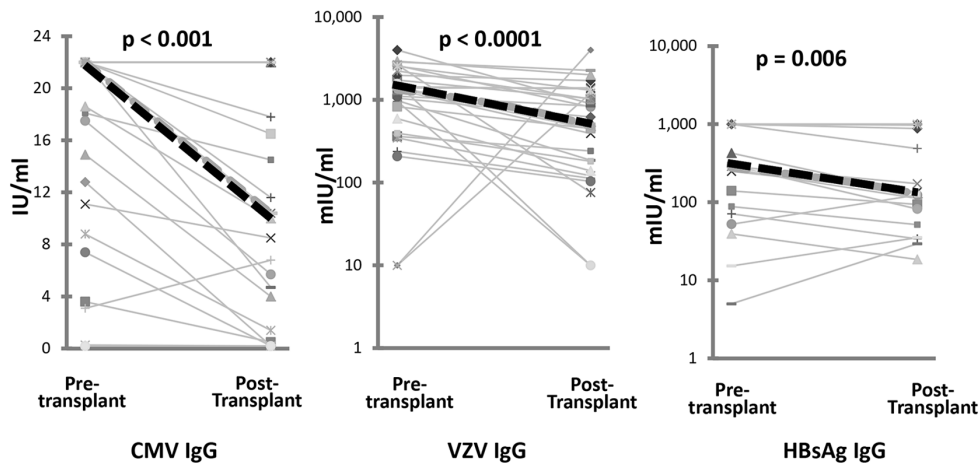 p < 0.001
IU/ml
24
20
16
12
8
4
0
Pre-
transplant
Post-
Transplant
CMV IgG
p < 0.0001
mIU/ml
10,000
1,000
100
10
1
Pre-
transplant
Post-
Transplant
VZV IgG
p = 0.006
mIU/ml
10,000
1,000
100
10
1
Pre-
transplant
Post-
Transplant
HBsAg IgG